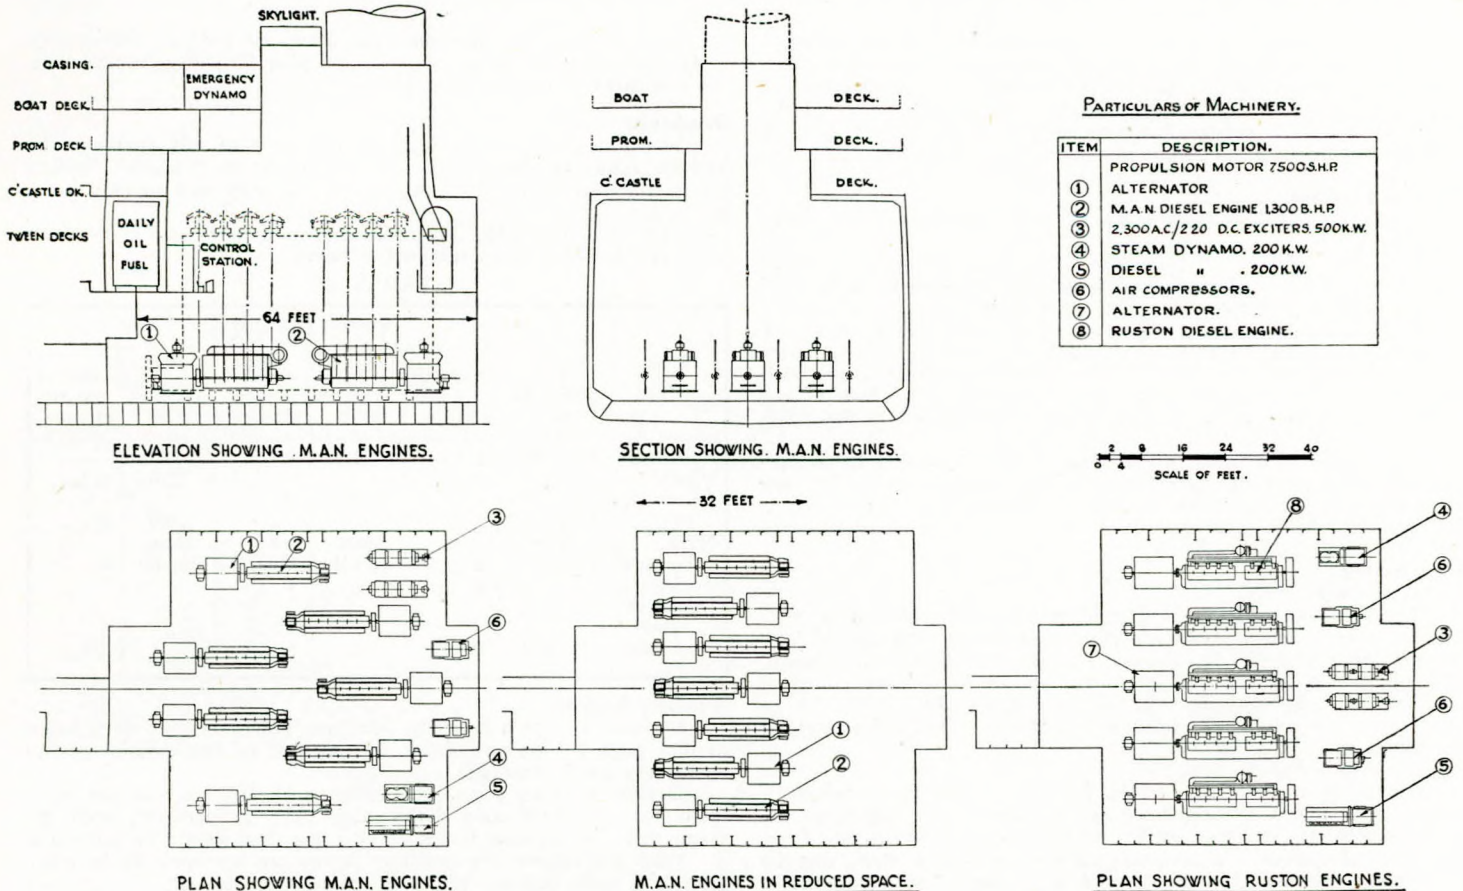 SKYLIGHT.
CASING.
EMERGENCY
DYNAMO
BOAT DECK
PROM. DECK
C'CASTLE DK.
TWEEN DECKS
DAILY
OIL
FUEL
CONTROL
STATION.
64 FEET
①
②
ELEVATION SHOWING . M.A.N. ENGINES.
BOAT DECK.
PROM. DECK.
C'. CASTLE DECK.
SECTION SHOWING. M.A.N. ENGINES.
PARTICULARS OF MACHINERY.
ITEM DESCRIPTION.
PROPULSION MOTOR 7500 S.H.P.
① ALTERNATOR
② M.A.N. DIESEL ENGINE 1,300 B.H.P.
③ 2,300 A.C/220 D.C. EXCITERS. 500 K.W.
④ STEAM DYNAMO. 200 K.W.
⑤ DIESEL " . 200 K.W.
⑥ AIR COMPRESSORS.
⑦ ALTERNATOR.
⑧ RUSTON DIESEL ENGINE.
2 8 16 24 32 40
0 4
SCALE OF FEET.
①
②
③
⑥
④
⑤
PLAN SHOWING M.A.N. ENGINES.
32 FEET
①
②
M.A.N. ENGINES IN REDUCED SPACE.
⑧
④
⑥
⑦
③
⑥
⑤
PLAN SHOWING RUSTON ENGINES.